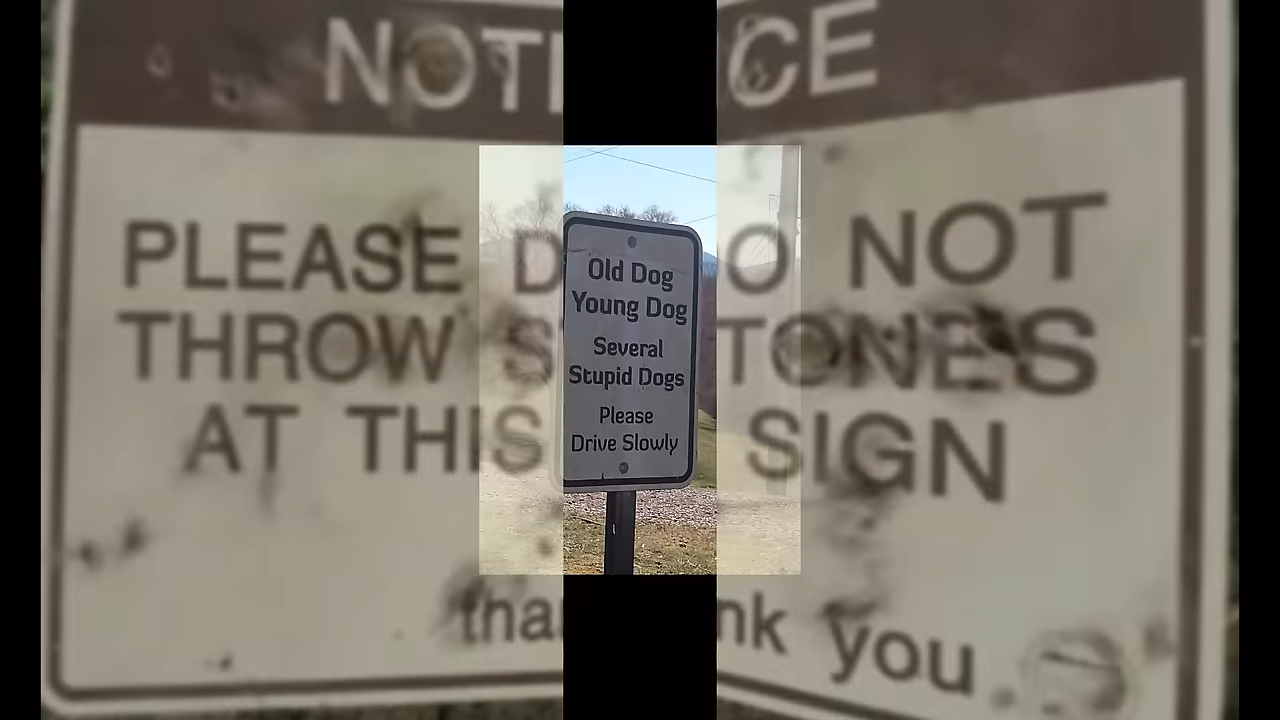 NOTICE
PLEASE DO NOT
THROW STONES
AT THIS SIGN
thank you
Old Dog
Young Dog
Several
Stupid Dogs
Please
Drive Slowly